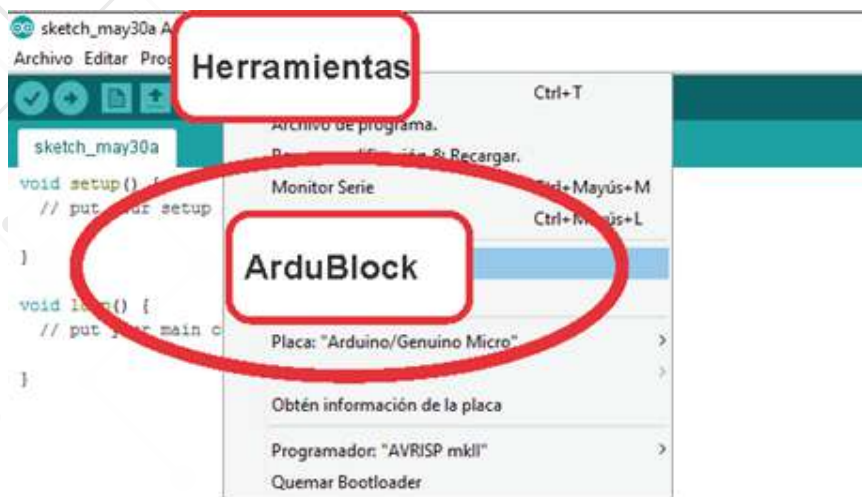 sketch_may30a A
Archivo Editar Prog
Herramientas
Ctrl+T
Archivo de programa.
& Recargar.
sketch_may30a
void setup() {
Monitor Serie Ctrl+Mayús+M
// put your setup
Ctrl+Mayús+L
}
ArduBlock
void loop() {
// put your main c
Placa: "Arduino/Genuino Micro"
}
Obtén información de la placa
Programador: "AVRISP mkII"
Quemar Bootloader